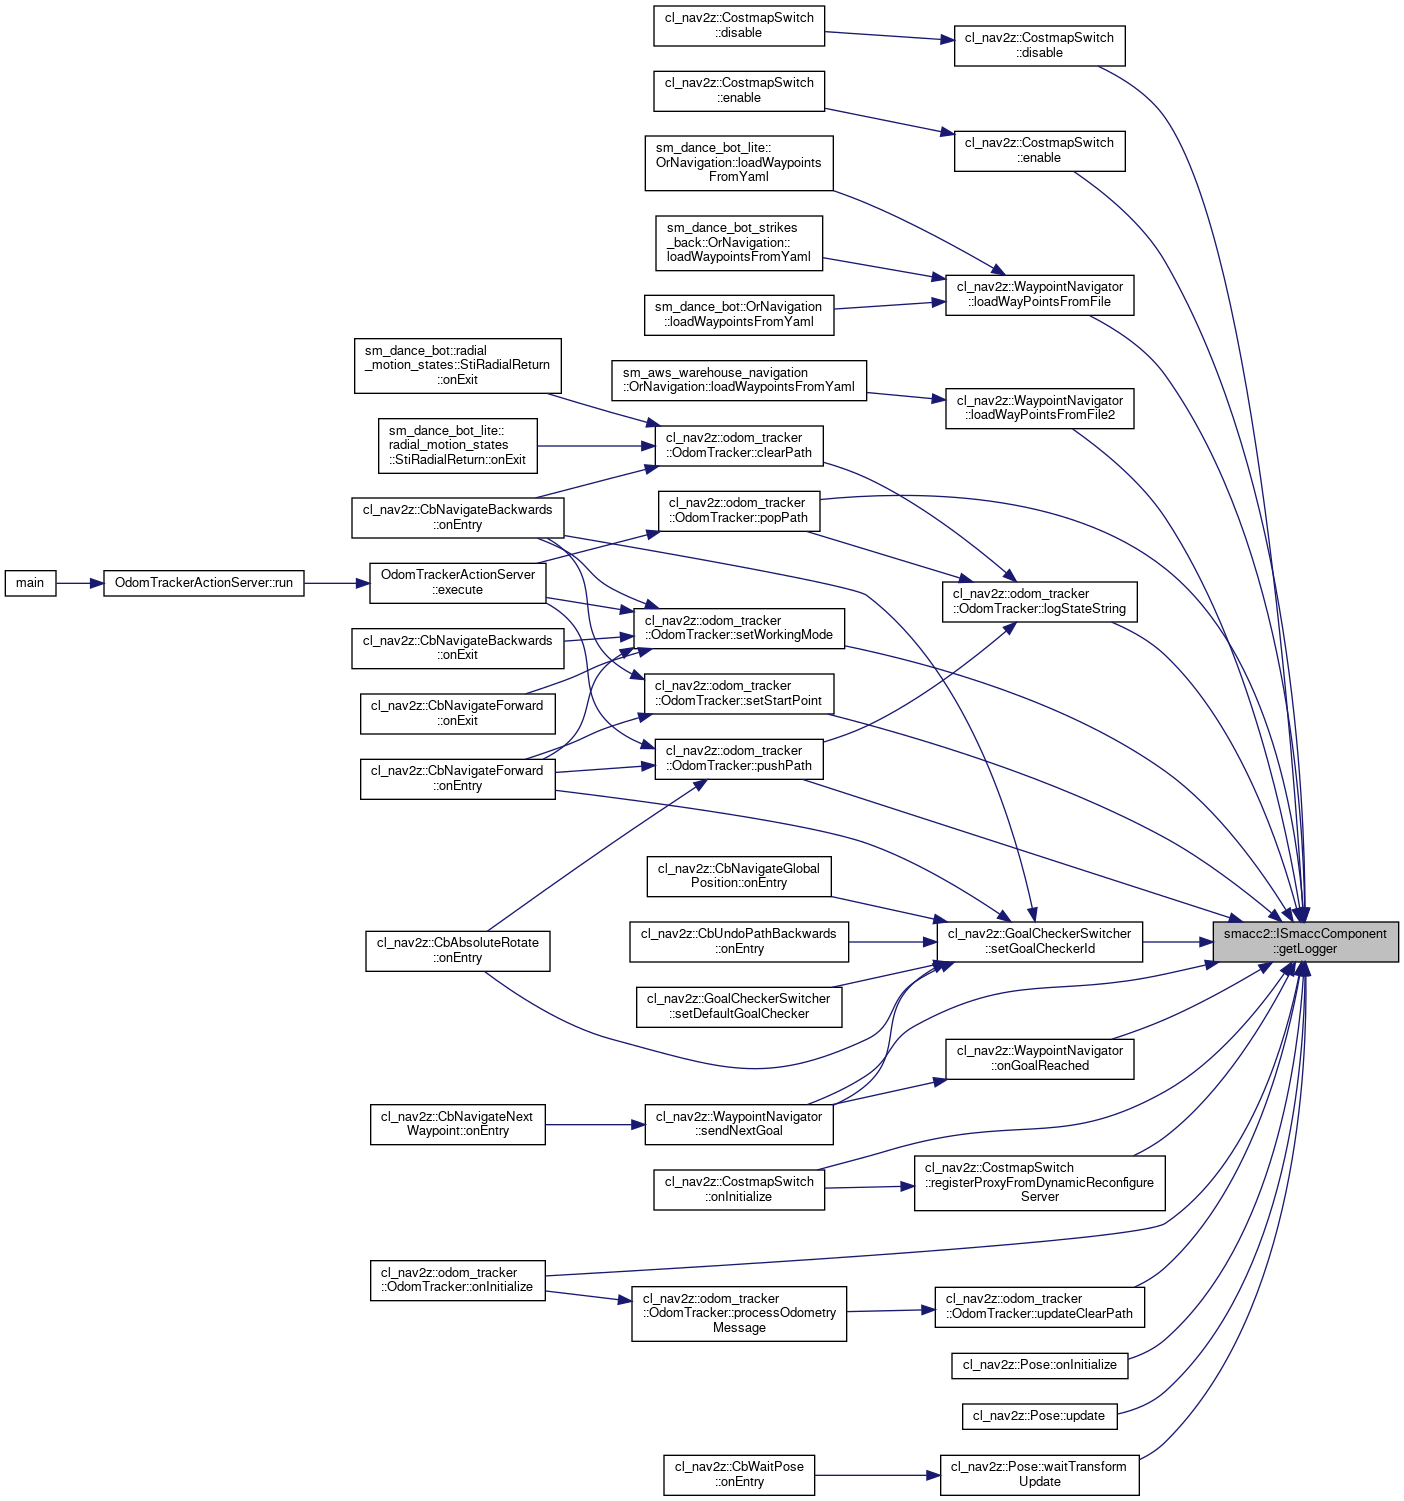 cl_nav2z::CostmapSwitch
::disable
cl_nav2z::CostmapSwitch
::disable
cl_nav2z::CostmapSwitch
::enable
cl_nav2z::CostmapSwitch
::enable
sm_dance_bot_lite::
OrNavigation::loadWaypoints
FromYaml
sm_dance_bot_strikes
_back::OrNavigation::
loadWaypointsFromYaml
cl_nav2z::WaypointNavigator
::loadWayPointsFromFile
sm_dance_bot::OrNavigation
::loadWaypointsFromYaml
sm_dance_bot::radial
_motion_states::StiRadialReturn
::onExit
sm_aws_warehouse_navigation
::OrNavigation::loadWaypointsFromYaml
cl_nav2z::WaypointNavigator
::loadWayPointsFromFile2
sm_dance_bot_lite::
radial_motion_states
::StiRadialReturn::onExit
cl_nav2z::odom_tracker
::OdomTracker::clearPath
cl_nav2z::CbNavigateBackwards
::onEntry
cl_nav2z::odom_tracker
::OdomTracker::popPath
main
OdomTrackerActionServer::run
OdomTrackerActionServer
::execute
cl_nav2z::odom_tracker
::OdomTracker::logStateString
cl_nav2z::CbNavigateBackwards
::onExit
cl_nav2z::odom_tracker
::OdomTracker::setWorkingMode
cl_nav2z::CbNavigateForward
::onExit
cl_nav2z::odom_tracker
::OdomTracker::setStartPoint
cl_nav2z::CbNavigateForward
::onEntry
cl_nav2z::odom_tracker
::OdomTracker::pushPath
cl_nav2z::CbNavigateGlobal
Position::onEntry
cl_nav2z::CbAbsoluteRotate
::onEntry
cl_nav2z::CbUndoPathBackwards
::onEntry
cl_nav2z::GoalCheckerSwitcher
::setGoalCheckerId
smacc2::ISmaccComponent
::getLogger
cl_nav2z::GoalCheckerSwitcher
::setDefaultGoalChecker
cl_nav2z::WaypointNavigator
::onGoalReached
cl_nav2z::CbNavigateNext
Waypoint::onEntry
cl_nav2z::WaypointNavigator
::sendNextGoal
cl_nav2z::CostmapSwitch
::onInitialize
cl_nav2z::CostmapSwitch
::registerProxyFromDynamicReconfigure
Server
cl_nav2z::odom_tracker
::OdomTracker::onInitialize
cl_nav2z::odom_tracker
::OdomTracker::processOdometry
Message
cl_nav2z::odom_tracker
::OdomTracker::updateClearPath
cl_nav2z::Pose::onInitialize
cl_nav2z::Pose::update
cl_nav2z::CbWaitPose
::onEntry
cl_nav2z::Pose::waitTransform
Update